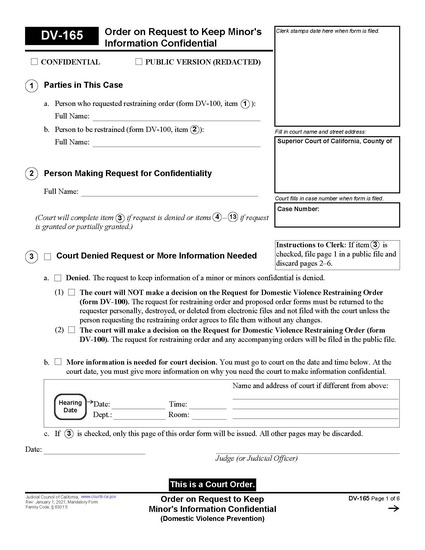 DV-165
Order on Request to Keep Minor's
Information Confidential
Clerk stamps date here when form is filed.
CONFIDENTIAL
PUBLIC VERSION (REDACTED)
1 Parties in This Case
a. Person who requested restraining order (form DV-100, item 1):
Full Name:
b. Person to be restrained (form DV-100, item 2):
Full Name:
Fill in court name and street address:
Superior Court of California, County of
2 Person Making Request for Confidentiality
Full Name:
Court fills in case number when form is filed.
Case Number:
(Court will complete item 3 if request is denied or items 4–13 if request
is granted or partially granted.)
3 Court Denied Request or More Information Needed
Instructions to Clerk: If item 3 is
checked, file page 1 in a public file and
discard pages 2–6.
a. Denied. The request to keep information of a minor or minors confidential is denied.
(1) The court will NOT make a decision on the Request for Domestic Violence Restraining Order
(form DV-100). The request for restraining order and proposed order forms must be returned to the
requester personally, destroyed, or deleted from electronic files and not filed with the court unless the
person requesting the restraining order agrees to file them without any changes.
(2) The court will make a decision on the Request for Domestic Violence Restraining Order (form
DV-100). The request for restraining order and any accompanying orders will be filed in the public file.
b. More information is needed for court decision. You must go to court on the date and time below. At the
court date, you must give more information on why you need the court to make information confidential.
Name and address of court if different from above:
Hearing
Date
Date: Time:
Dept.: Room:
c. If 3 is checked, only this page of this order form will be issued. All other pages may be discarded.
Date:
Judge (or Judicial Officer)
This is a Court Order.
Judicial Council of California, www.courts.ca.gov
Rev. January 1, 2021, Mandatory Form
Family Code, § 6301.5
Order on Request to Keep
Minor's Information Confidential
(Domestic Violence Prevention)
DV-165 Page 1 of 6